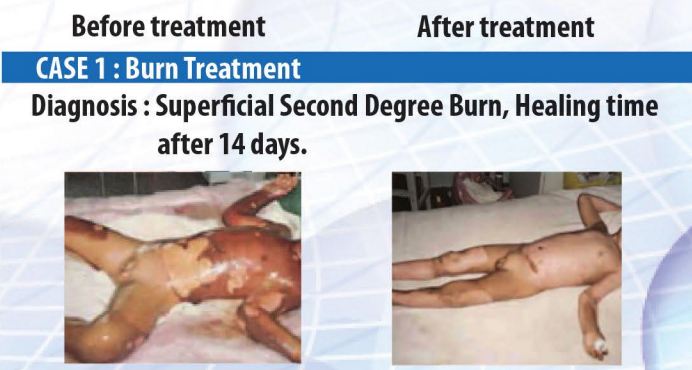 Before treatment
After treatment
CASE 1 : Burn Treatment
Diagnosis : Superficial Second Degree Burn, Healing time
after 14 days.